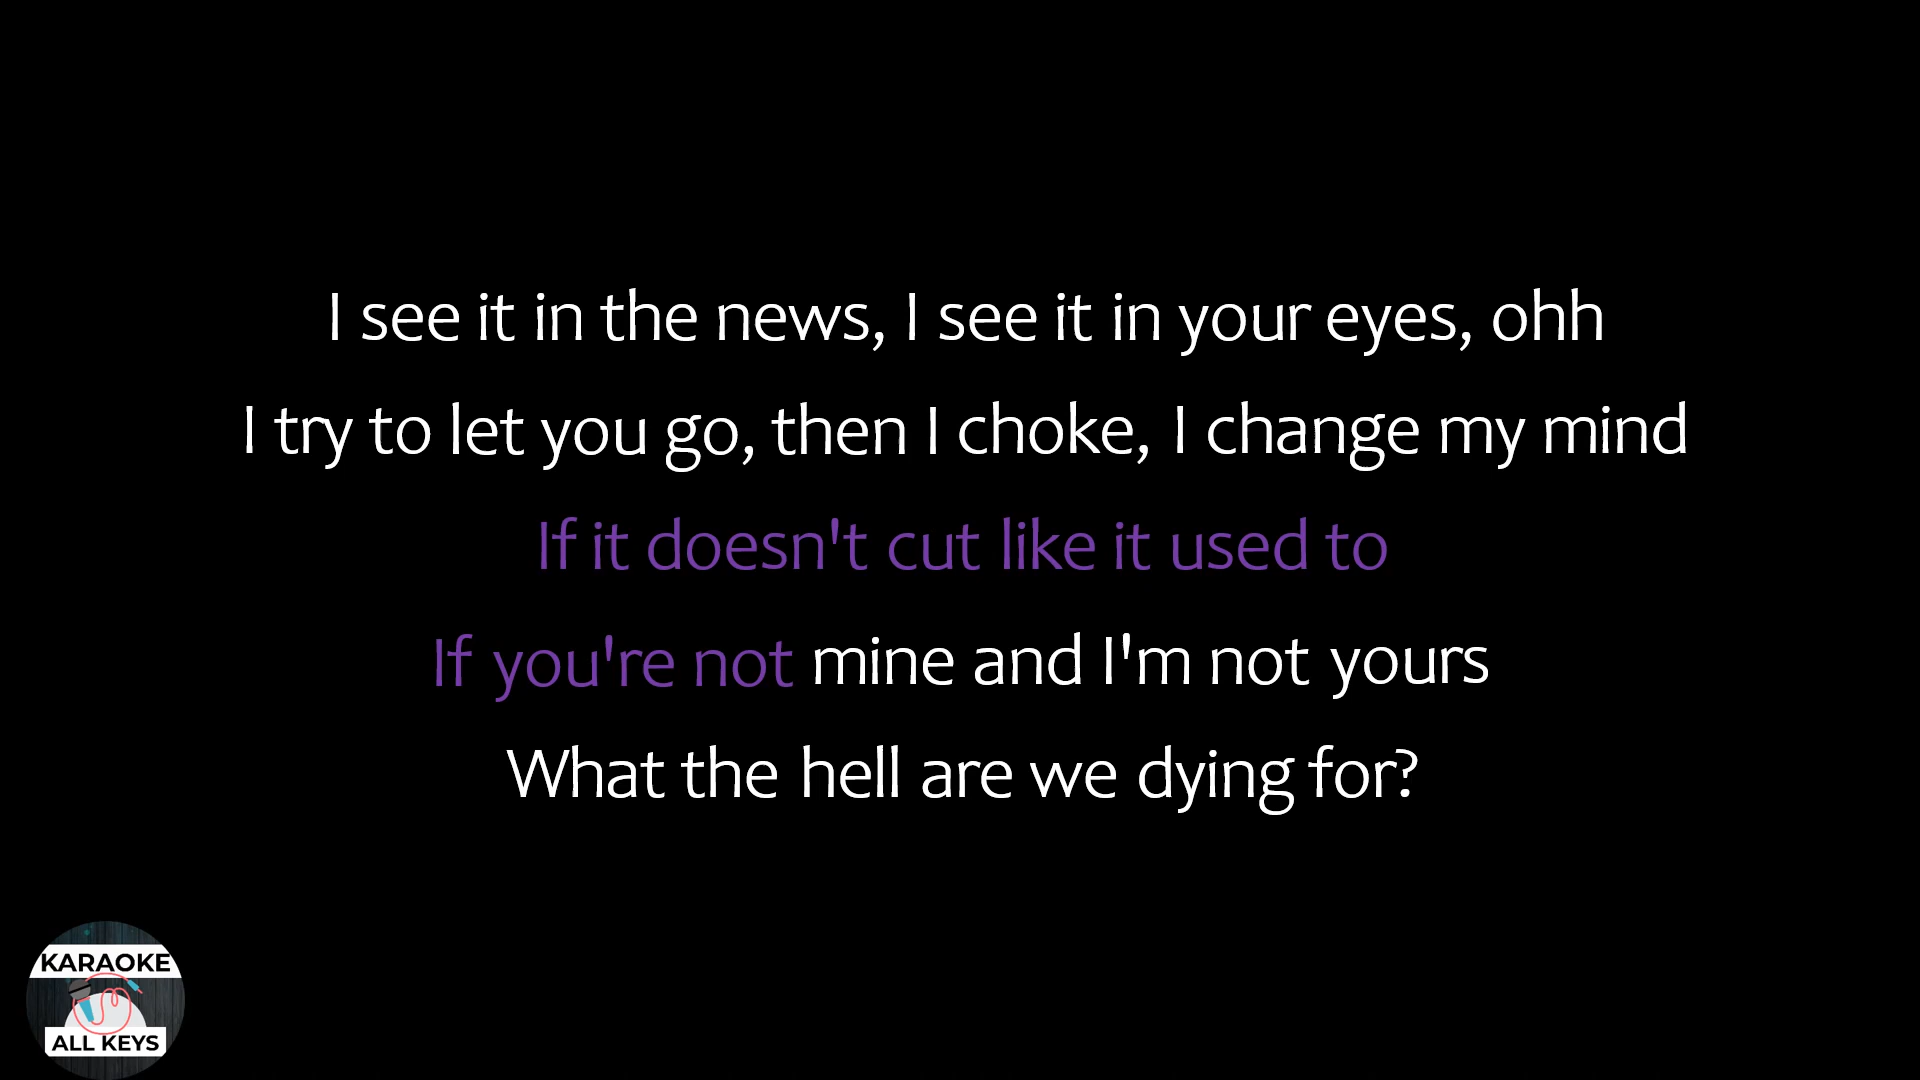 I see it in the news, I see it in your eyes, ohh
I try to let you go, then I choke, I change my mind
If it doesn't cut like it used to
If you're not mine and I'm not yours
What the hell are we dying for?
KARAOKE
ALL KEYS